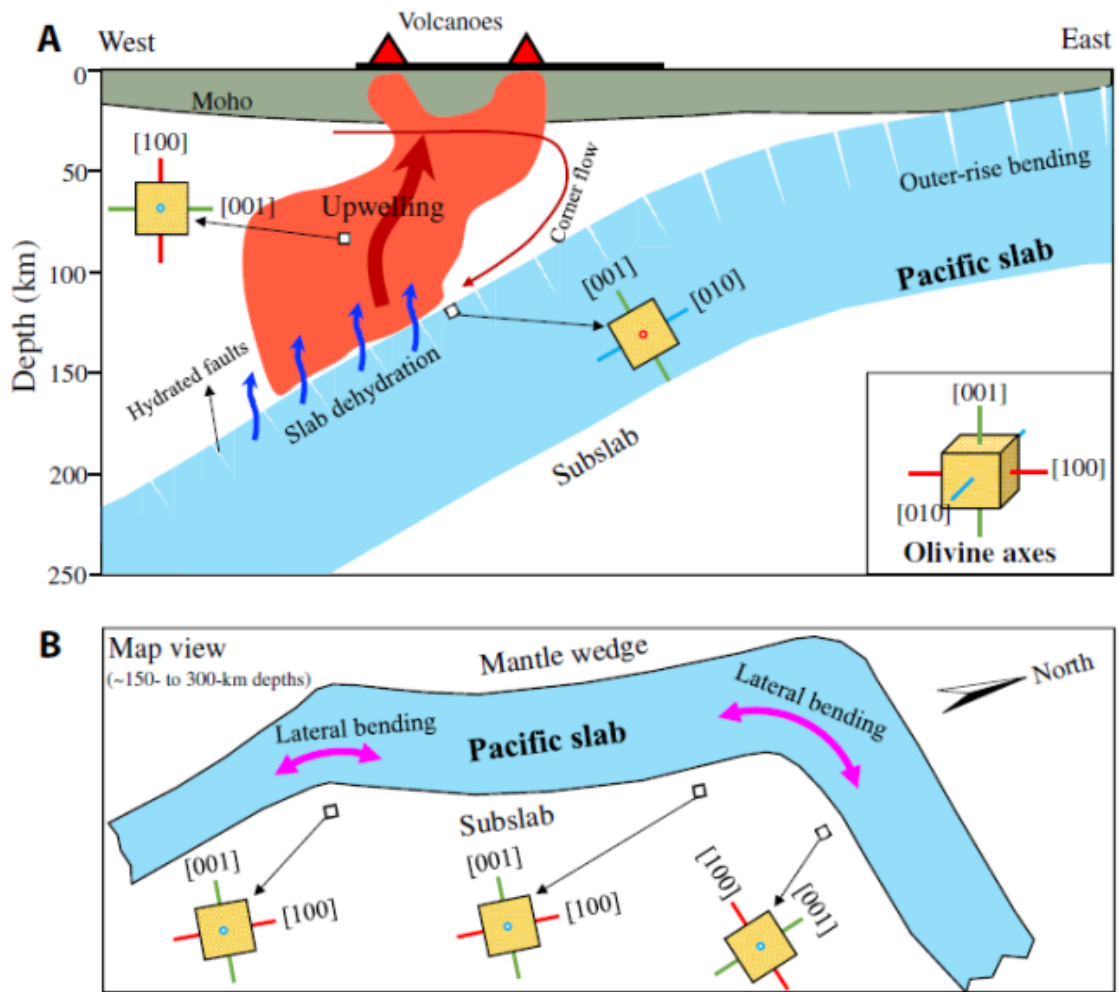 A
West
Volcanoes
East
0
Moho
[100]
50
[001]
Upwelling
Corner flow
Outer-rise bending
Depth (km)
100
[001]
[010]
Pacific slab
150
Hydrated faults
Slab dehydration
Subslab
200
250
[001]
[100]
[010]
Olivine axes
B
Map view
(~150- to 300-km depths)
Mantle wedge
North
Lateral bending
Pacific slab
Lateral bending
Subslab
[001]
[100]
[001]
[100]
[100]
[001]